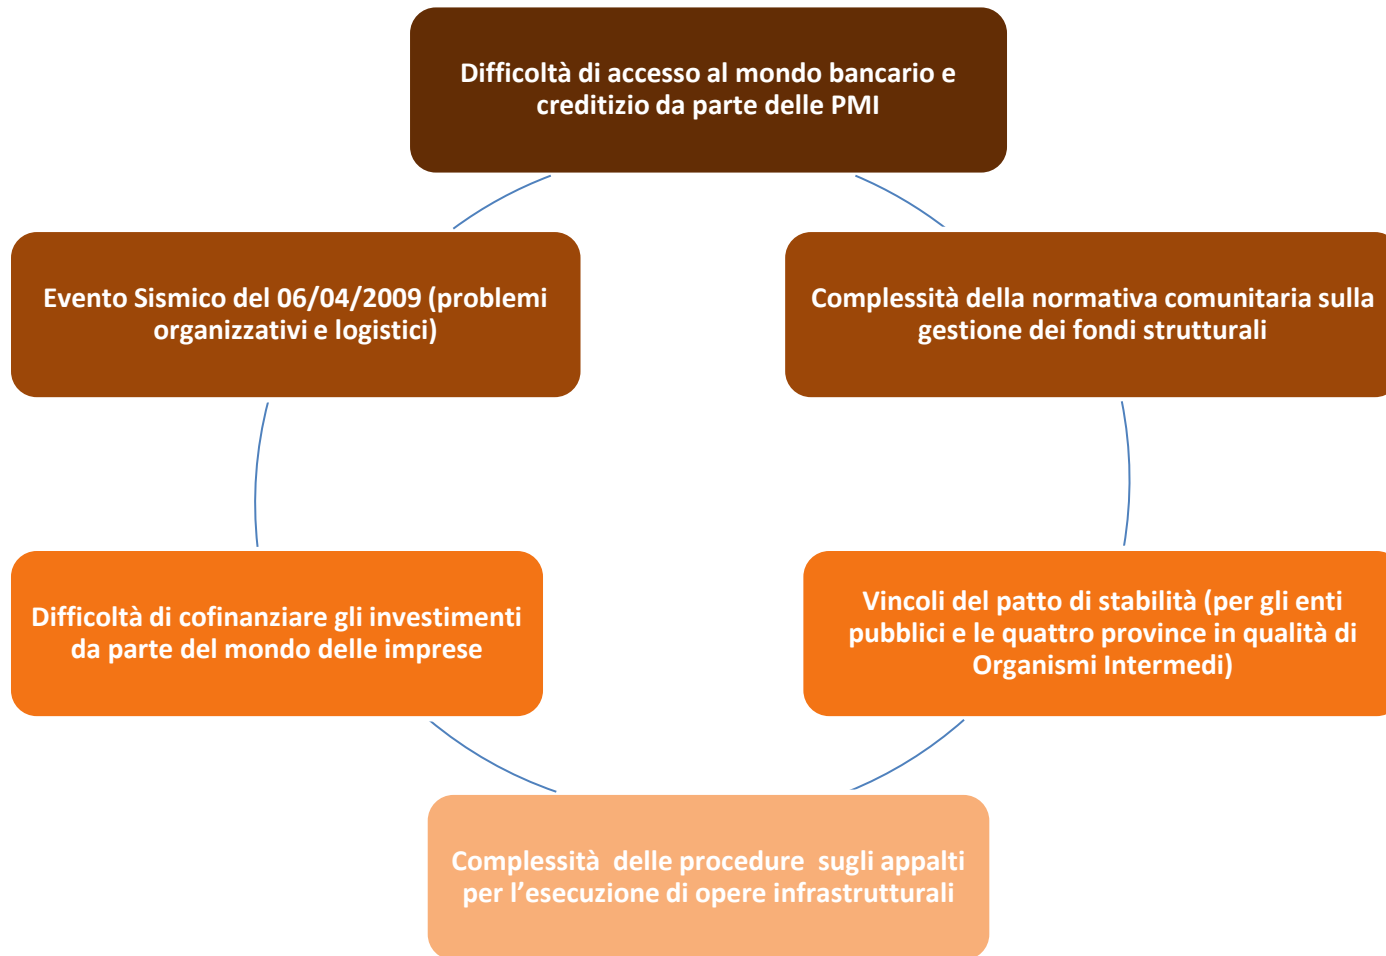 Difficoltà di accesso al mondo bancario e
creditizio da parte delle PMI
Evento Sismico del 06/04/2009 (problemi
organizzativi e logistici)
Complessità della normativa comunitaria sulla
gestione dei fondi strutturali
Difficoltà di cofinanziare gli investimenti
da parte del mondo delle imprese
Vincoli del patto di stabilità (per gli enti
pubblici e le quattro province in qualità di
Organismi Intermedi)
Complessità  delle procedure  sugli appalti
per l’esecuzione di opere infrastrutturali